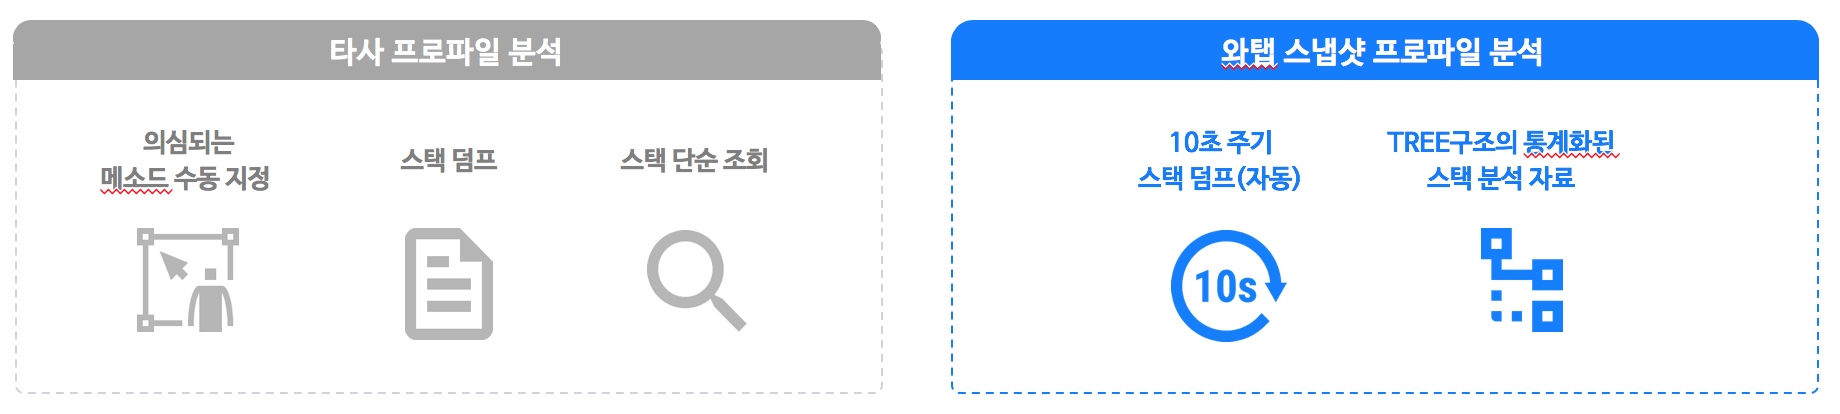 타사 프로파일 분석
의심되는
메소드 수동 지정
스택 덤프
스택 단순 조회
와탭 스냅샷 프로파일 분석
10초 주기
스택 덤프(자동)
10s
TREE구조의 통계화된
스택 분석 자료